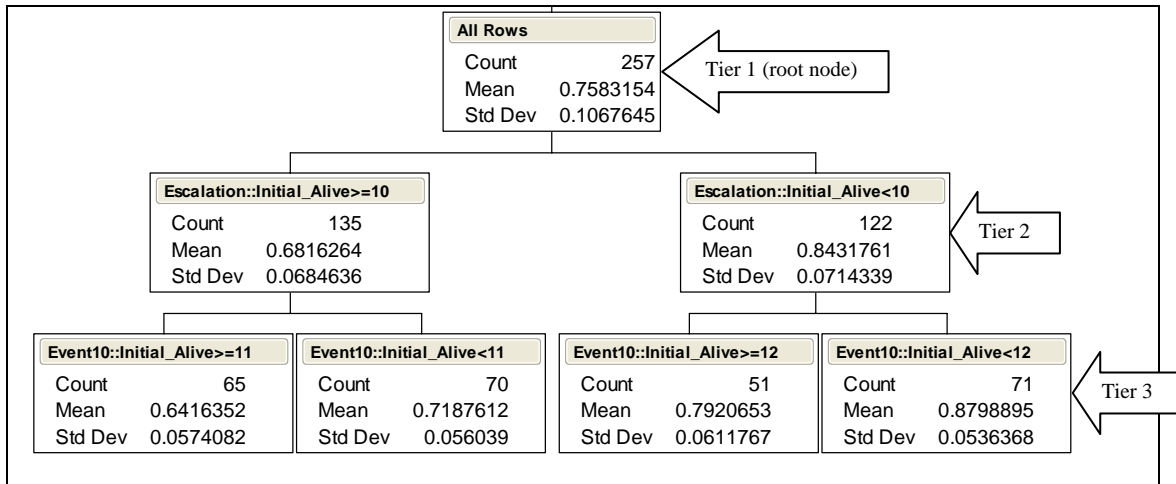 All Rows
Count 257
Mean 0.7583154
Std Dev 0.1067645
Tier 1 (root node)
Escalation::Initial_Alive>=10
Count 135
Mean 0.6816264
Std Dev 0.0684636
Escalation::Initial_Alive<10
Count 122
Mean 0.8431761
Std Dev 0.0714339
Tier 2
Event10::Initial_Alive>=11
Count 65
Mean 0.6416352
Std Dev 0.0574082
Event10::Initial_Alive<11
Count 70
Mean 0.7187612
Std Dev 0.056039
Event10::Initial_Alive>=12
Count 51
Mean 0.7920653
Std Dev 0.0611767
Event10::Initial_Alive<12
Count 71
Mean 0.8798895
Std Dev 0.0536368
Tier 3